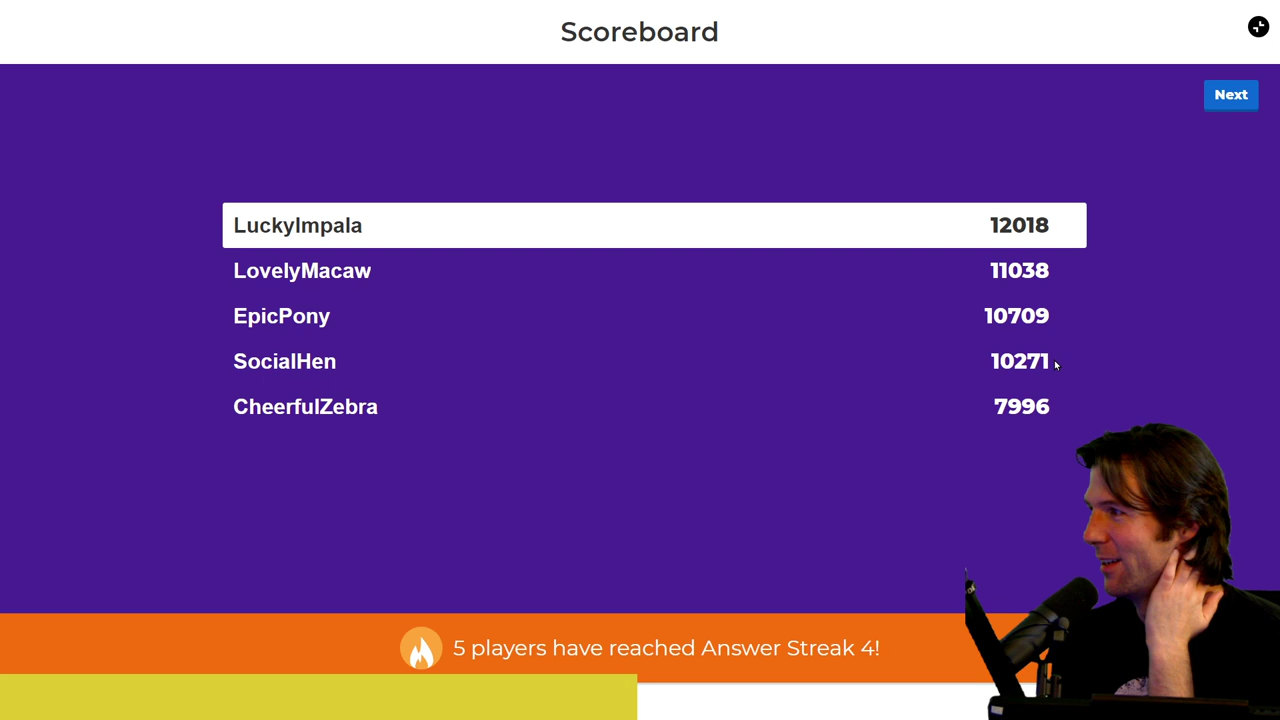 Scoreboard
Next
LuckyImpala 12018
LovelyMacaw 11038
EpicPony 10709
SocialHen 10271
CheerfulZebra 7996
5 players have reached Answer Streak 4!